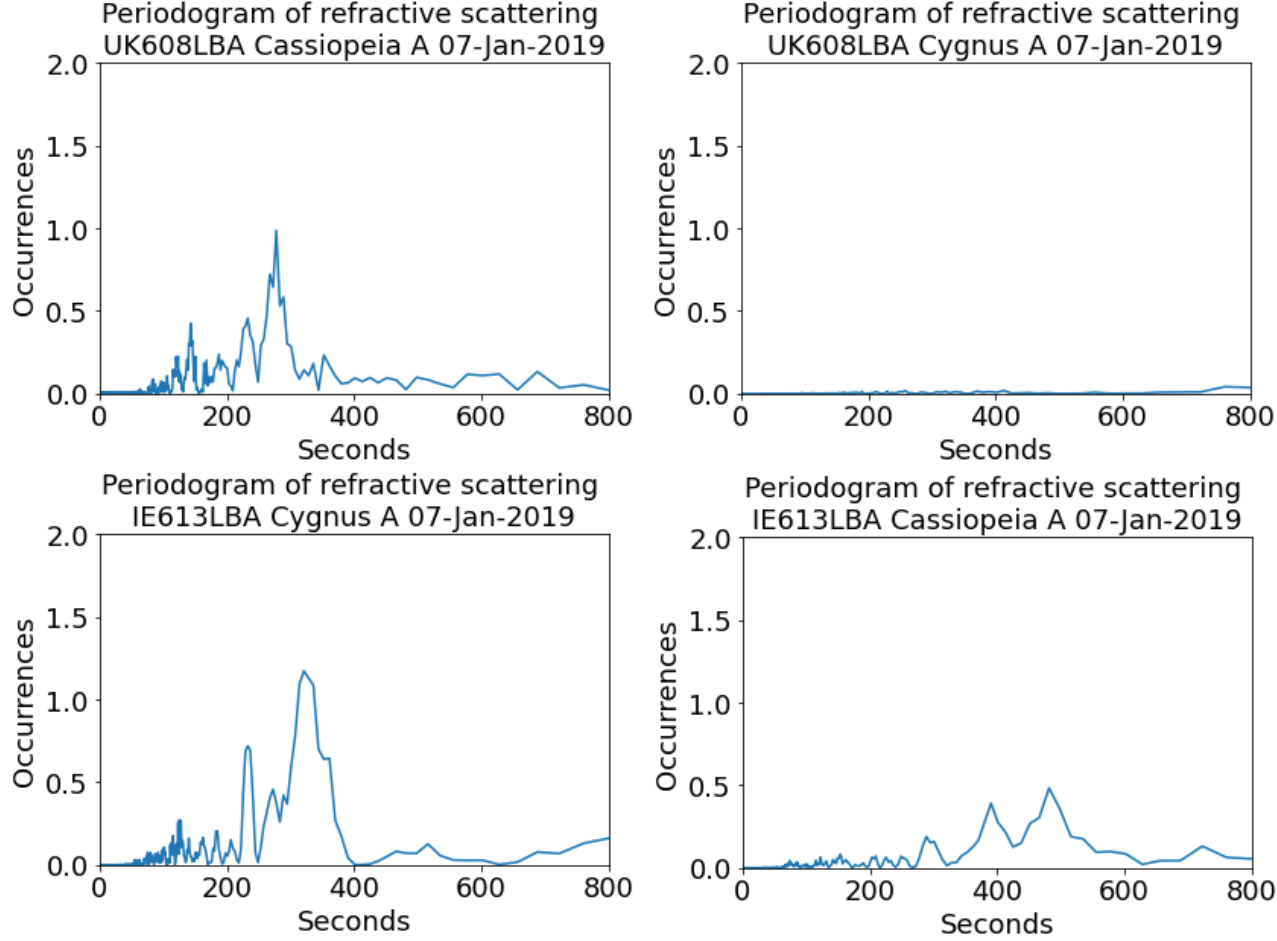 Periodogram of refractive scattering
UK608LBA Cassiopeia A 07-Jan-2019
2.0
1.5
1.0
0.5
0.0
Occurrences
0 200 400 600 800
Seconds
Periodogram of refractive scattering
UK608LBA Cygnus A 07-Jan-2019
2.0
1.5
1.0
0.5
0.0
Occurrences
0 200 400 600 800
Seconds
Periodogram of refractive scattering
IE613LBA Cygnus A 07-Jan-2019
2.0
1.5
1.0
0.5
0.0
Occurrences
0 200 400 600 800
Seconds
Periodogram of refractive scattering
IE613LBA Cassiopeia A 07-Jan-2019
2.0
1.5
1.0
0.5
0.0
Occurrences
0 200 400 600 800
Seconds